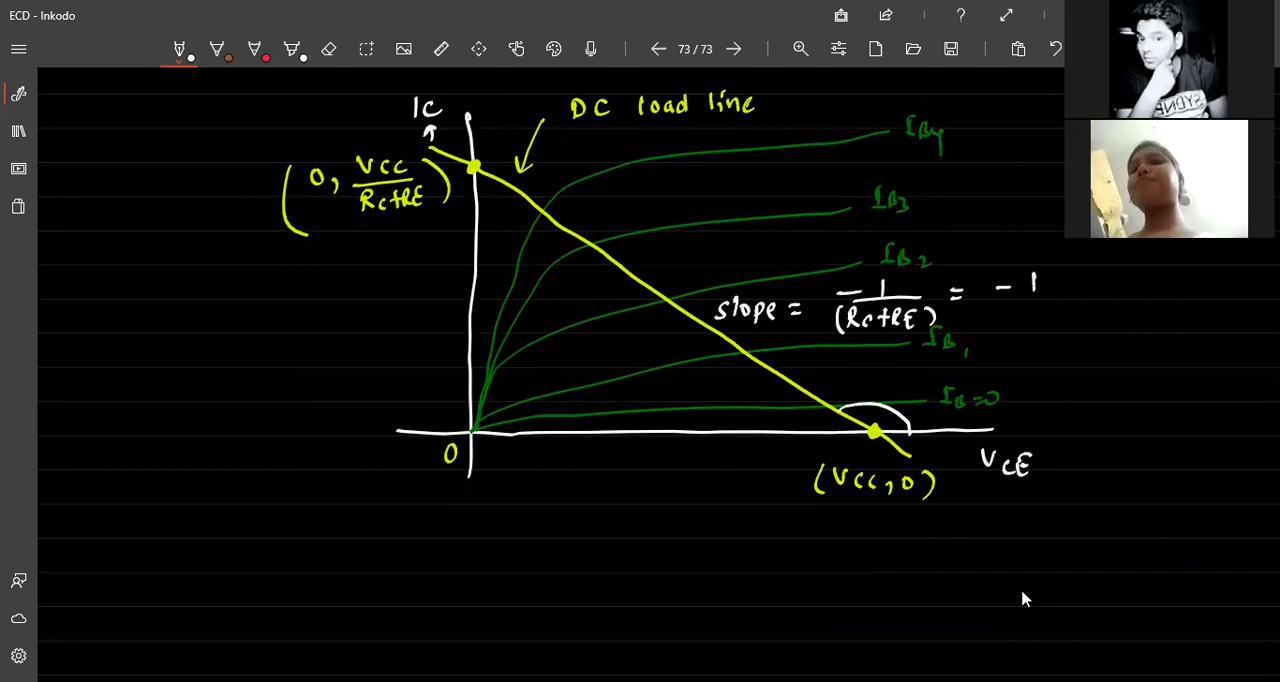 ECD - Inkodo
73 / 73
IC
DC load line
IB4
(0, VCC/(RC+RE))
IB3
IB2
slope = -1/(RC+RE) = - 1
IB1
IB=0
0
VCE
(VCC, 0)